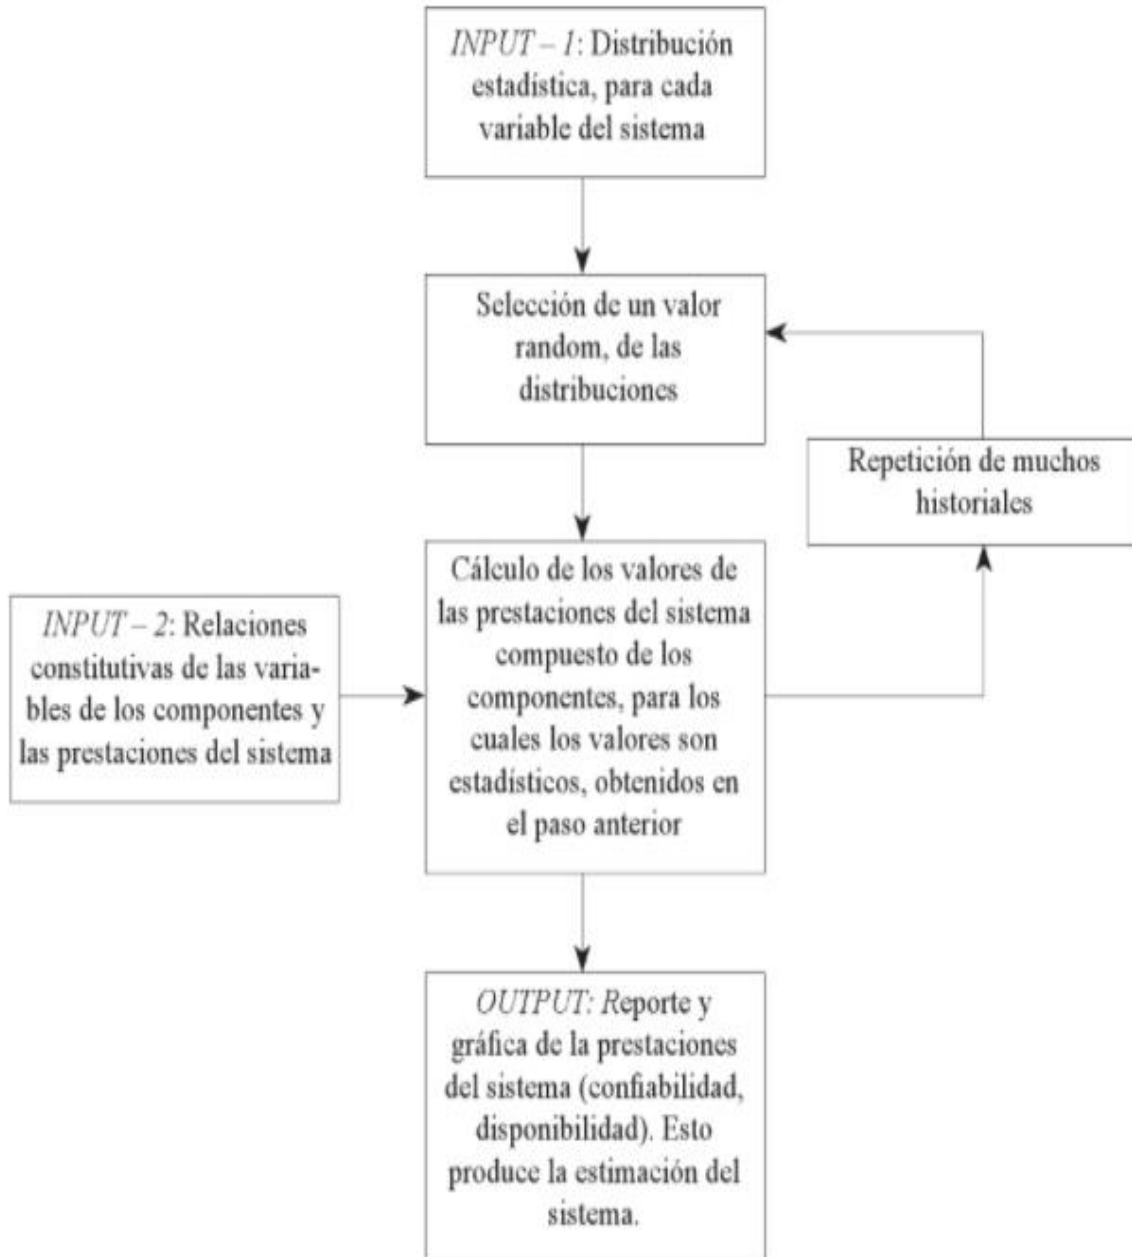 INPUT – 1: Distribución
estadística, para cada
variable del sistema
Selección de un valor
random, de las
distribuciones
Repetición de muchos
historiales
Cálculo de los valores de
las prestaciones del sistema
compuesto de los
componentes, para los
cuales los valores son
estadísticos, obtenidos en
el paso anterior
INPUT – 2: Relaciones
constitutivas de las varia-
bles de los componentes y
las prestaciones del sistema
OUTPUT: Reporte y
gráfica de la prestaciones
del sistema (confiabilidad,
disponibilidad). Esto
produce la estimación del
sistema.